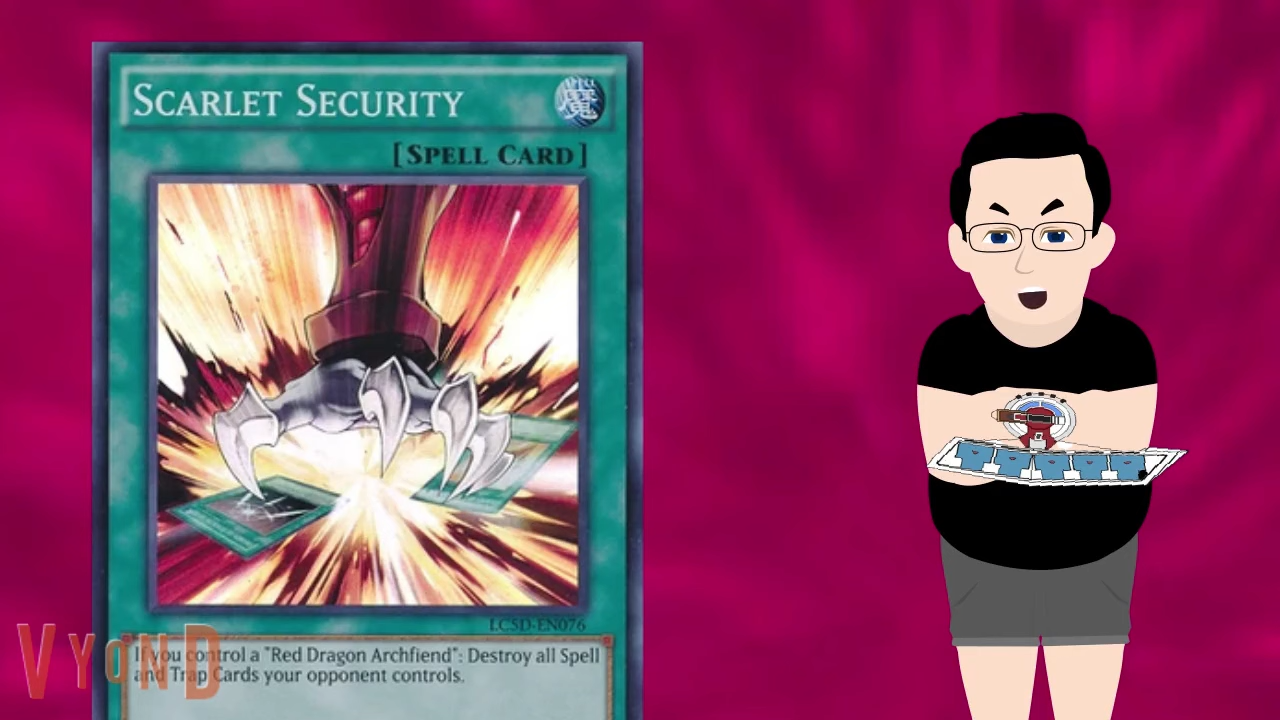 Scarlet Security
魔
[Spell Card]
LC5D-EN076
If you control a "Red Dragon Archfiend": Destroy all Spell
and Trap Cards your opponent controls.
VYOND